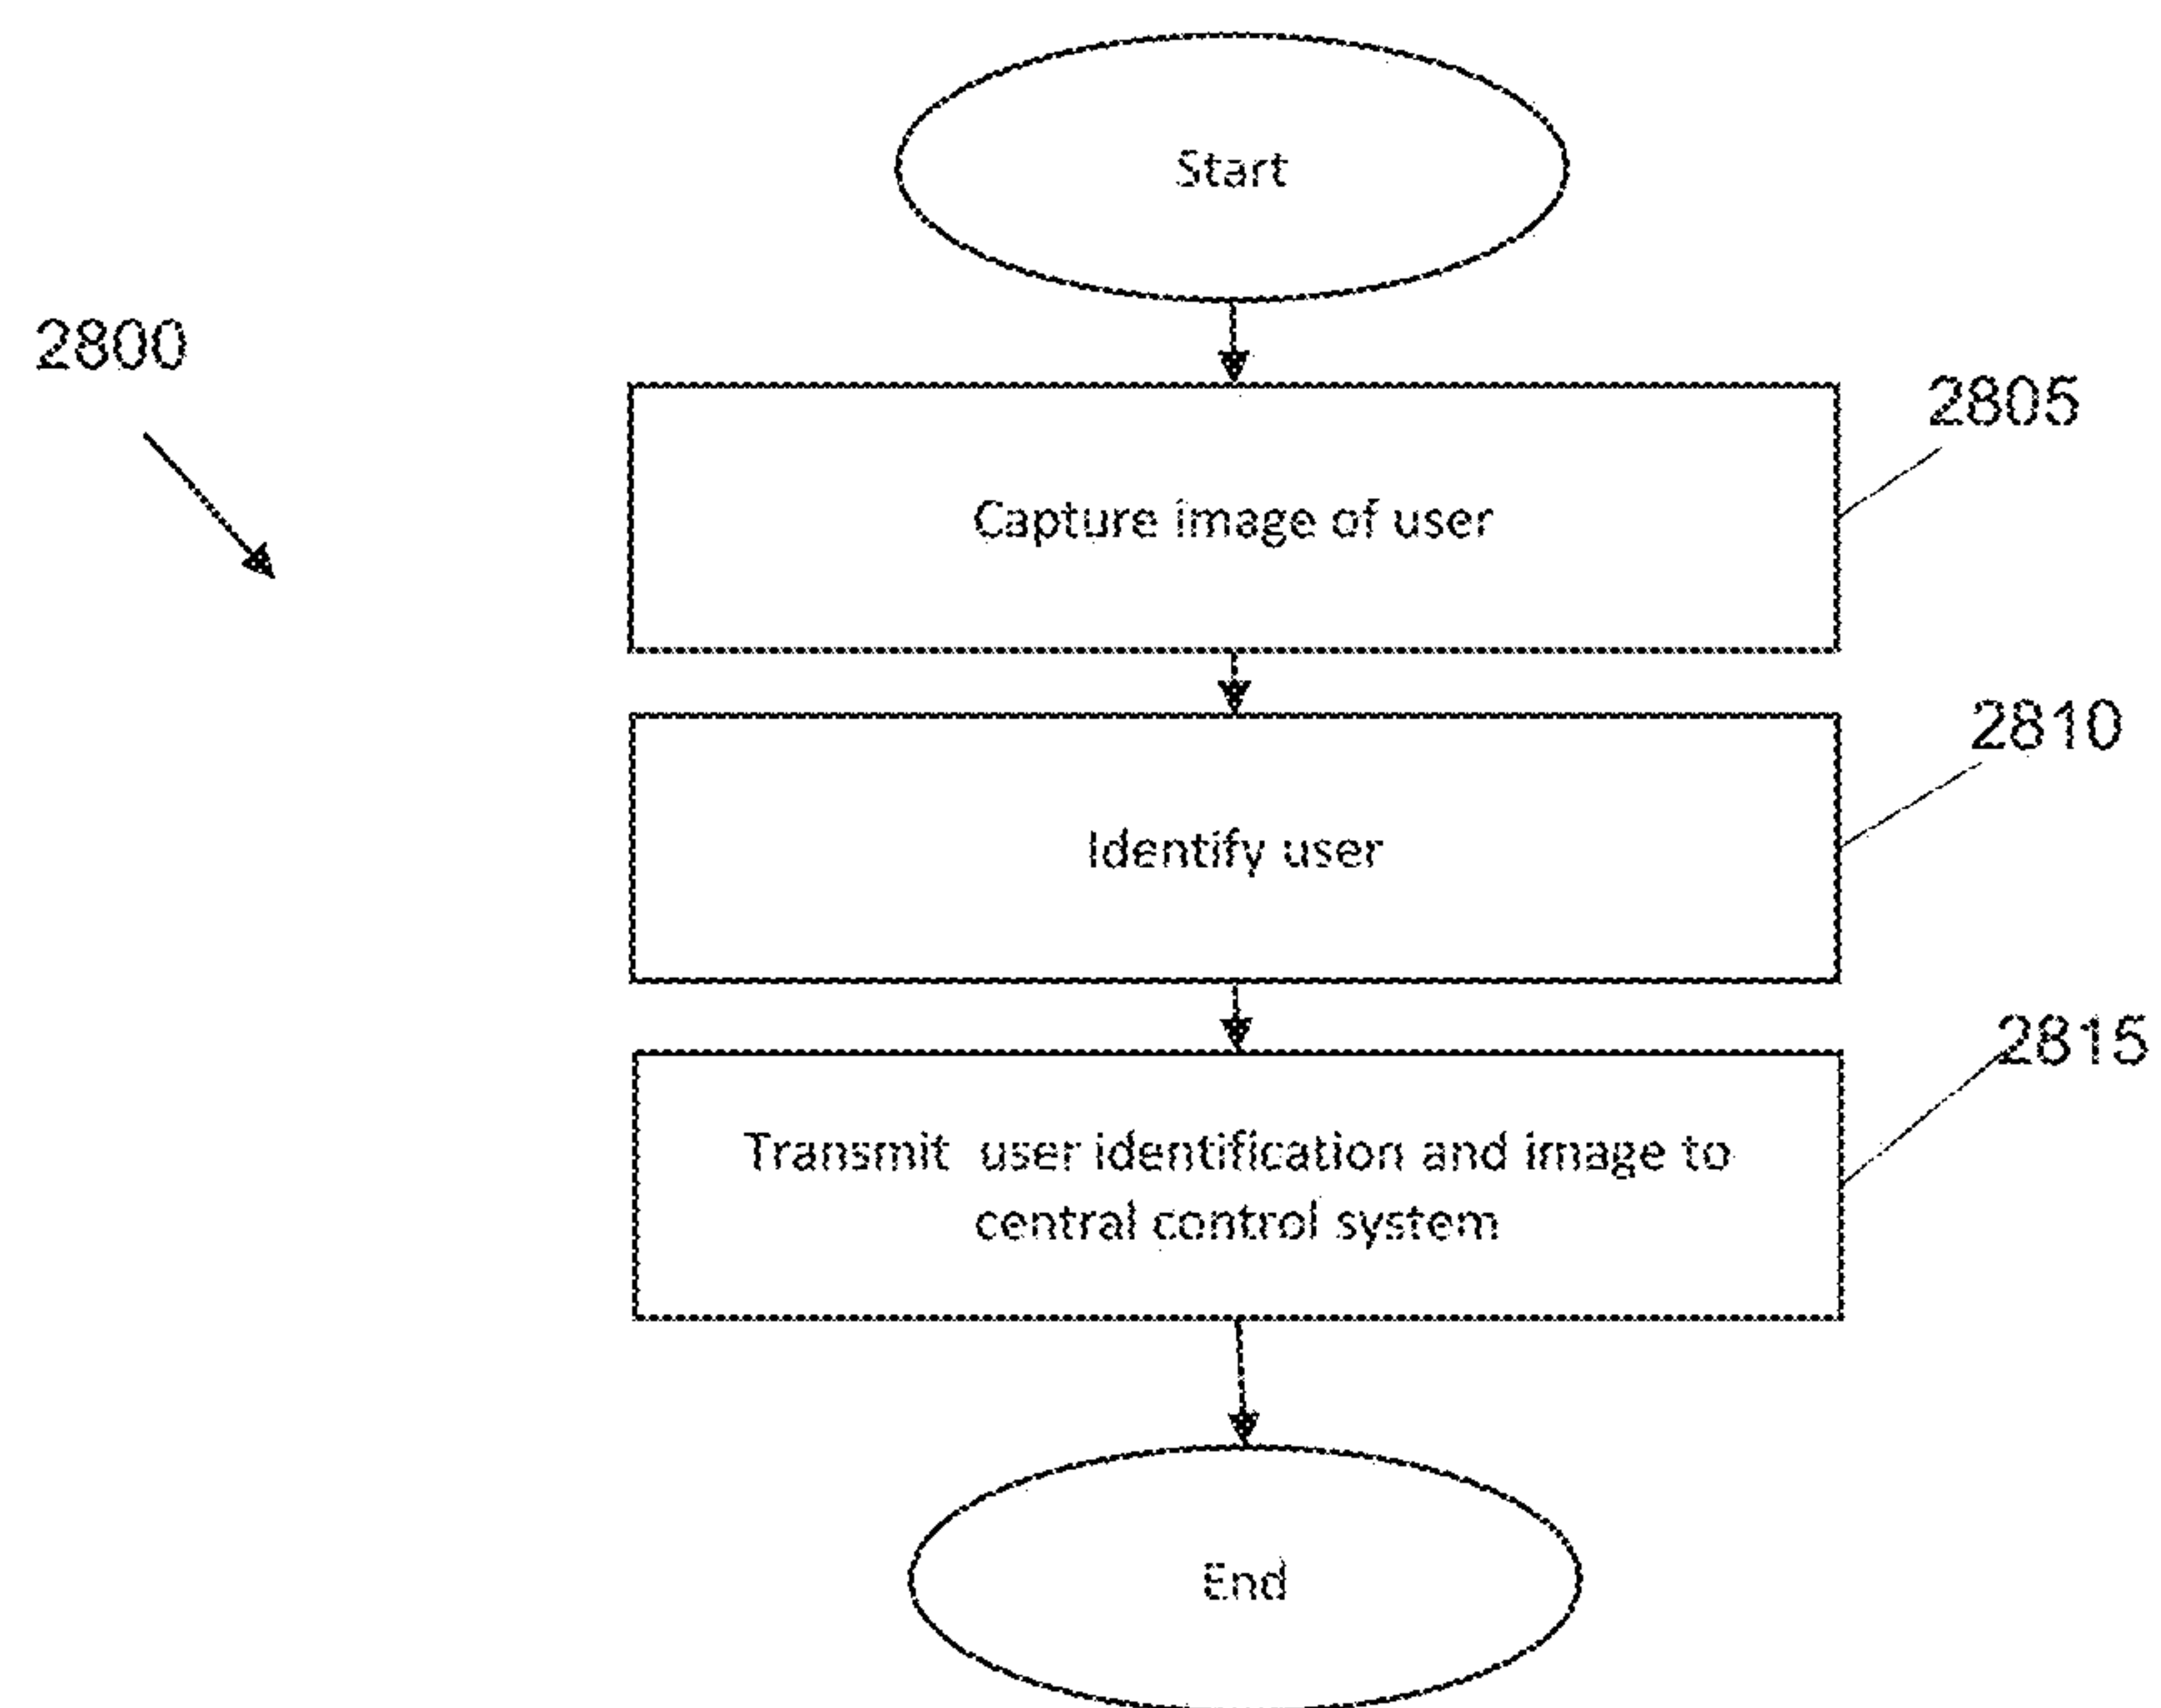 Start
2800
2805
Capture image of user
2810
Identify user
2815
Transmit user identification and image to
central control system
End